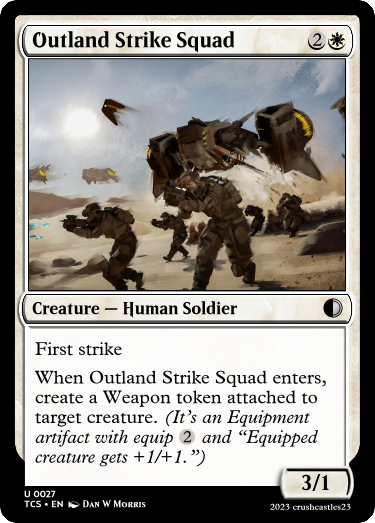 Outland Strike Squad 2
Creature — Human Soldier
First strike
When Outland Strike Squad enters,
create a Weapon token attached to
target creature. (It's an Equipment
artifact with equip 2 and “Equipped
creature gets +1/+1.”)
3/1
U 0027
TCS • EN Dan W Morris
2023 crushcastles23